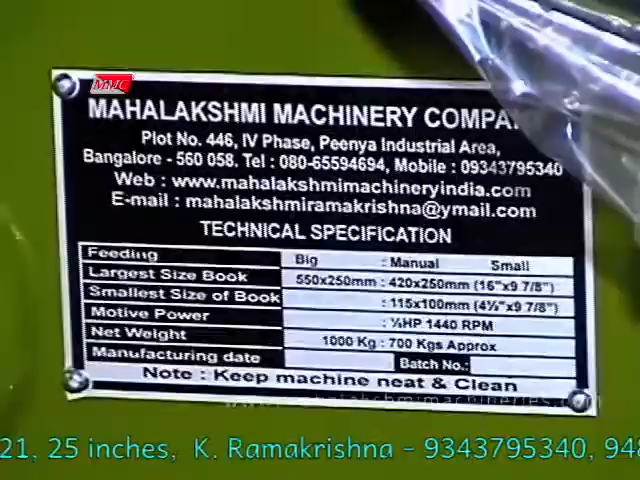 MMC
MAHALAKSHMI MACHINERY COMPA
Plot No. 446, IV Phase, Peenya Industrial Area,
Bangalore - 560 058. Tel : 080-65594694, Mobile : 09343795340
Web : www.mahalakshmimachineryindia.com
E-mail : mahalakshmiramakrishna@ymail.com
TECHNICAL SPECIFICATION
Feeding Big : Manual Small
Largest Size Book 550x250mm : 420x250mm (16"x9 7/8")
Smallest Size of Book : 115x100mm (4½"x9 7/8")
Motive Power : ½HP 1440 RPM
Net Weight 1000 Kg : 700 Kgs Approx
Manufacturing date Batch No.:
Note : Keep machine neat & Clean
21, 25 inches, K. Ramakrishna - 9343795340, 948